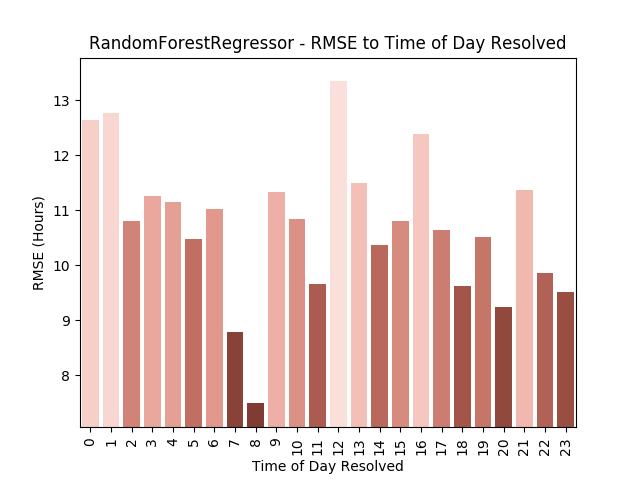 RandomForestRegressor - RMSE to Time of Day Resolved
RMSE (Hours)
13
12
11
10
9
8
0 1 2 3 4 5 6 7 8 9 10 11 12 13 14 15 16 17 18 19 20 21 22 23
Time of Day Resolved